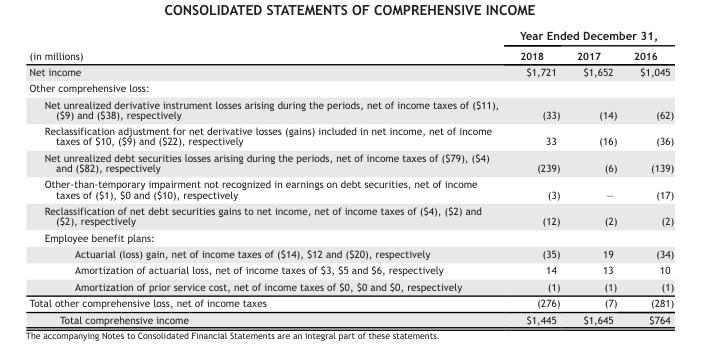 CONSOLIDATED STATEMENTS OF COMPREHENSIVE INCOME
Year Ended December 31,
(in millions) 2018 2017 2016
Net income $1,721 $1,652 $1,045
Other comprehensive loss:
Net unrealized derivative instrument losses arising during the periods, net of income taxes of ($11),
($9) and ($38), respectively (33) (14) (62)
Reclassification adjustment for net derivative losses (gains) included in net income, net of income
taxes of $10, ($9) and ($22), respectively 33 (16) (36)
Net unrealized debt securities losses arising during the periods, net of income taxes of ($79), ($4)
and ($82), respectively (239) (6) (139)
Other-than-temporary impairment not recognized in earnings on debt securities, net of income
taxes of ($1), $0 and ($10), respectively (3) — (17)
Reclassification of net debt securities gains to net income, net of income taxes of ($4), ($2) and
($2), respectively (12) (2) (2)
Employee benefit plans:
Actuarial (loss) gain, net of income taxes of ($14), $12 and ($20), respectively (35) 19 (34)
Amortization of actuarial loss, net of income taxes of $3, $5 and $6, respectively 14 13 10
Amortization of prior service cost, net of income taxes of $0, $0 and $0, respectively (1) (1) (1)
Total other comprehensive loss, net of income taxes (276) (7) (281)
Total comprehensive income $1,445 $1,645 $764
The accompanying Notes to Consolidated Financial Statements are an integral part of these statements.